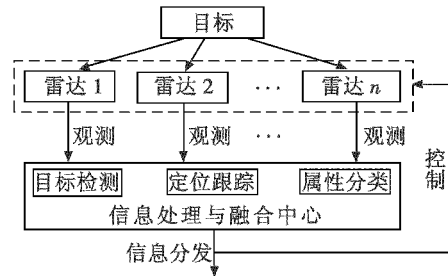 目标
雷达 1 雷达 2 ··· 雷达 n
观测 观测 ··· 观测
控制
目标检测 定位跟踪 属性分类
信息处理与融合中心
信息分发